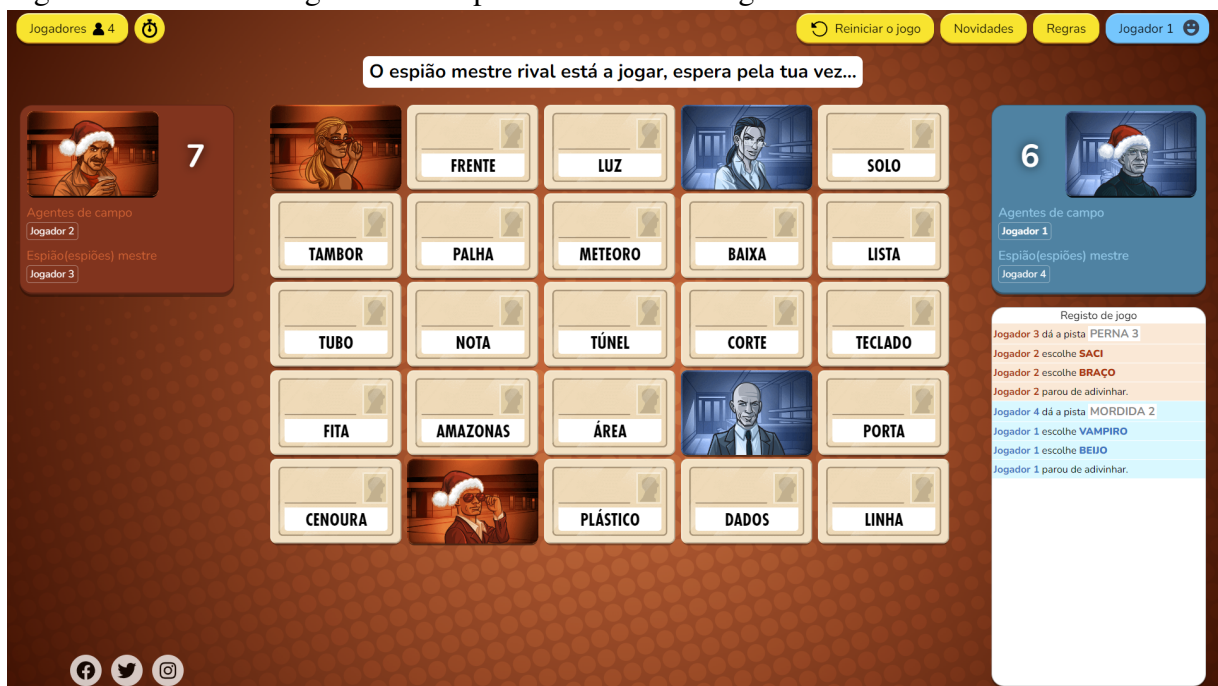 Jogadores 4
Reiniciar o jogo
Novidades
Regras
Jogador 1
O espião mestre rival está a jogar, espera pela tua vez...
7
Agentes de campo
Jogador 2
Espião(espiões) mestre
Jogador 3
FRENTE
LUZ
SOLO
TAMBOR
PALHA
METEORO
BAIXA
LISTA
TUBO
NOTA
TÚNEL
CORTE
TECLADO
FITA
AMAZONAS
ÁREA
PORTA
CENOURA
PLÁSTICO
DADOS
LINHA
6
Agentes de campo
Jogador 1
Espião(espiões) mestre
Jogador 4
Registo de jogo
Jogador 3 dá a pista PERNA 3
Jogador 2 escolhe SACI
Jogador 2 escolhe BRAÇO
Jogador 2 parou de adivinhar.
Jogador 4 dá a pista MORDIDA 2
Jogador 1 escolhe VAMPIRO
Jogador 1 escolhe BEIJO
Jogador 1 parou de adivinhar.